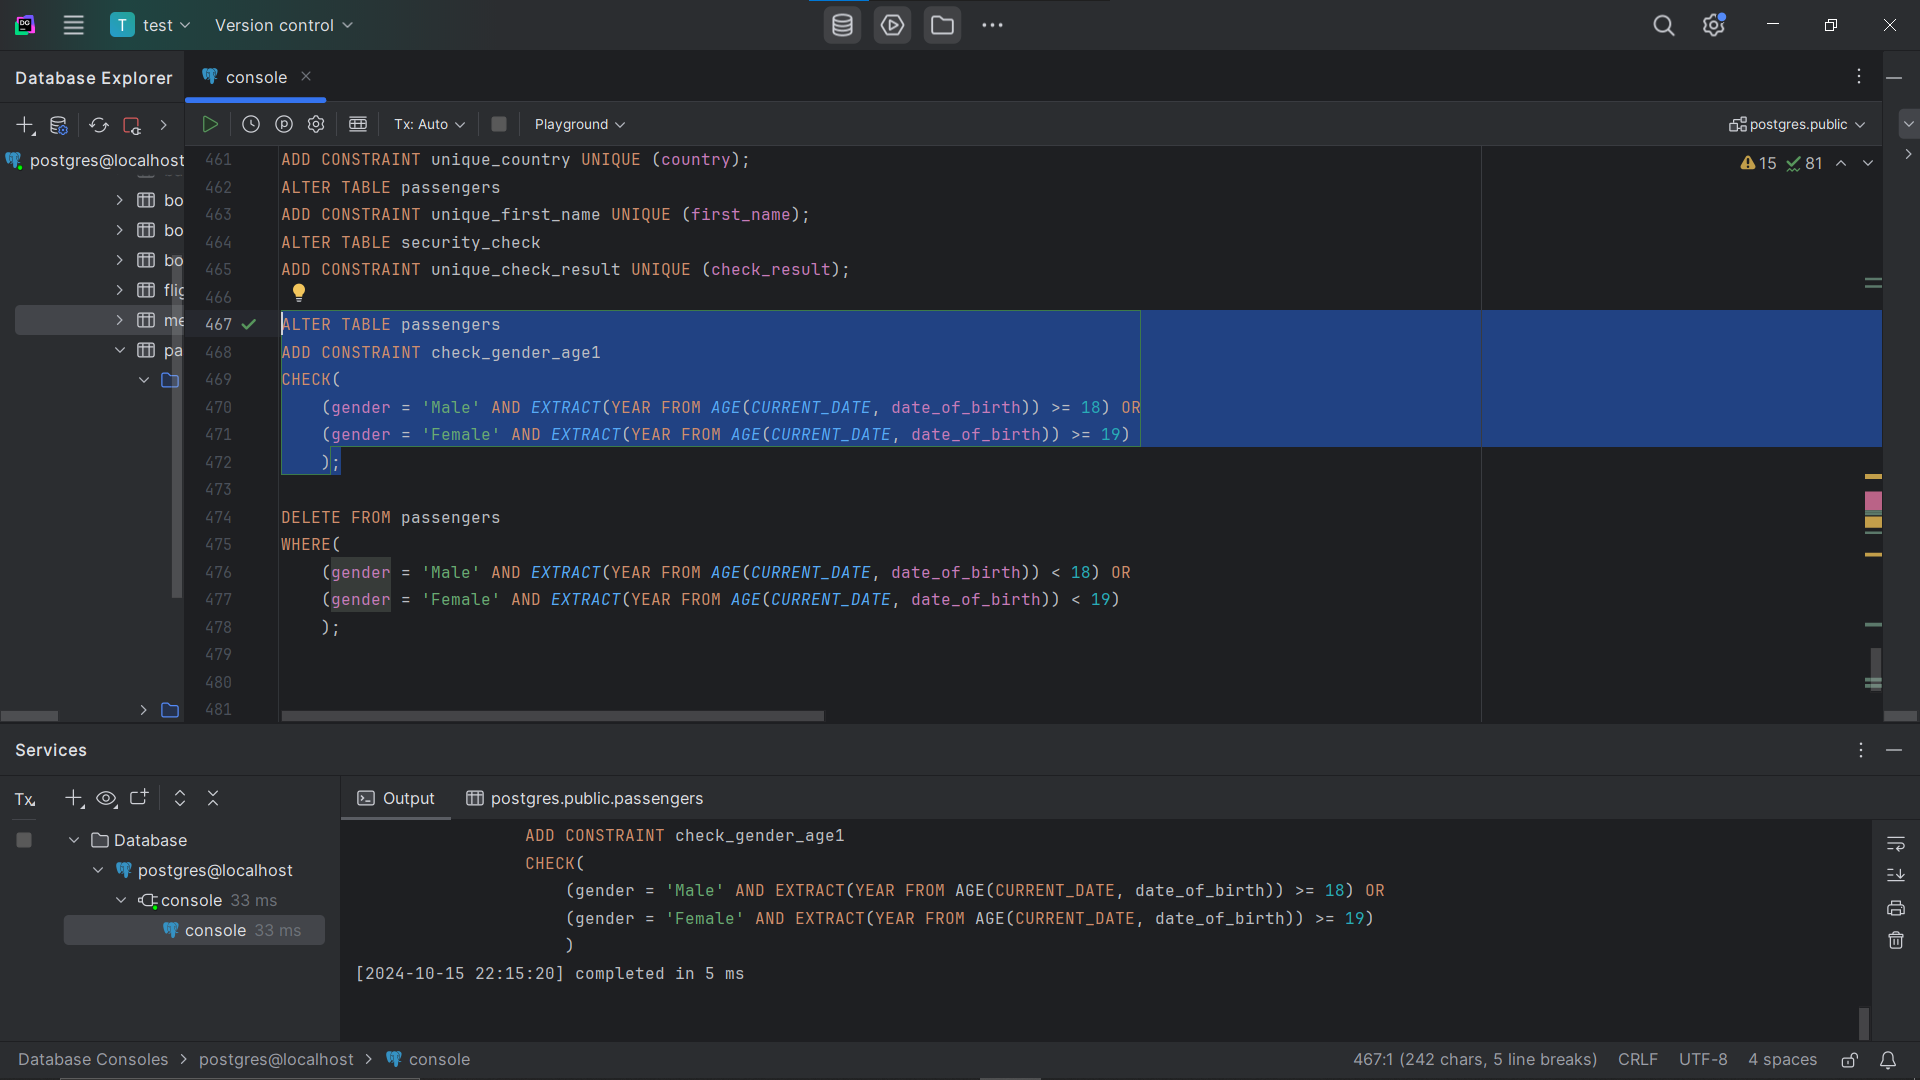 T test Version control
Database Explorer
console
Tx: Auto Playground
postgres.public
postgres@localhost
bo
bo
bo
flig
me
pa
15 81
461 ADD CONSTRAINT unique_country UNIQUE (country);
462 ALTER TABLE passengers
463 ADD CONSTRAINT unique_first_name UNIQUE (first_name);
464 ALTER TABLE security_check
465 ADD CONSTRAINT unique_check_result UNIQUE (check_result);
466
467 ALTER TABLE passengers
468 ADD CONSTRAINT check_gender_age1
469 CHECK(
470 (gender = 'Male' AND EXTRACT(YEAR FROM AGE(CURRENT_DATE, date_of_birth)) >= 18) OR
471 (gender = 'Female' AND EXTRACT(YEAR FROM AGE(CURRENT_DATE, date_of_birth)) >= 19)
472 );
473
474 DELETE FROM passengers
475 WHERE(
476 (gender = 'Male' AND EXTRACT(YEAR FROM AGE(CURRENT_DATE, date_of_birth)) < 18) OR
477 (gender = 'Female' AND EXTRACT(YEAR FROM AGE(CURRENT_DATE, date_of_birth)) < 19)
478 );
479
480
481
Services
Tx
Database
postgres@localhost
console 33 ms
console 33 ms
Output postgres.public.passengers
ADD CONSTRAINT check_gender_age1
CHECK(
(gender = 'Male' AND EXTRACT(YEAR FROM AGE(CURRENT_DATE, date_of_birth)) >= 18) OR
(gender = 'Female' AND EXTRACT(YEAR FROM AGE(CURRENT_DATE, date_of_birth)) >= 19)
)
[2024-10-15 22:15:20] completed in 5 ms
Database Consoles > postgres@localhost > console
467:1 (242 chars, 5 line breaks) CRLF UTF-8 4 spaces